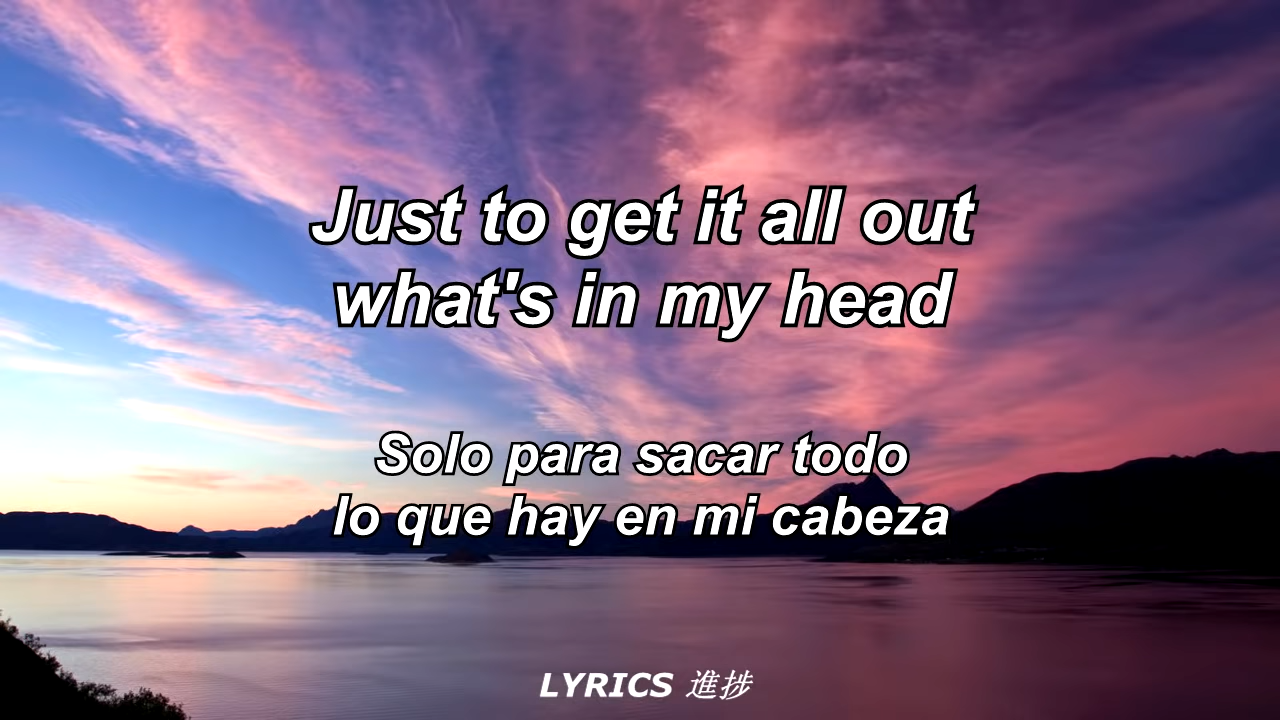 Just to get it all out
what's in my head
Solo para sacar todo
lo que hay en mi cabeza
LYRICS 進捗